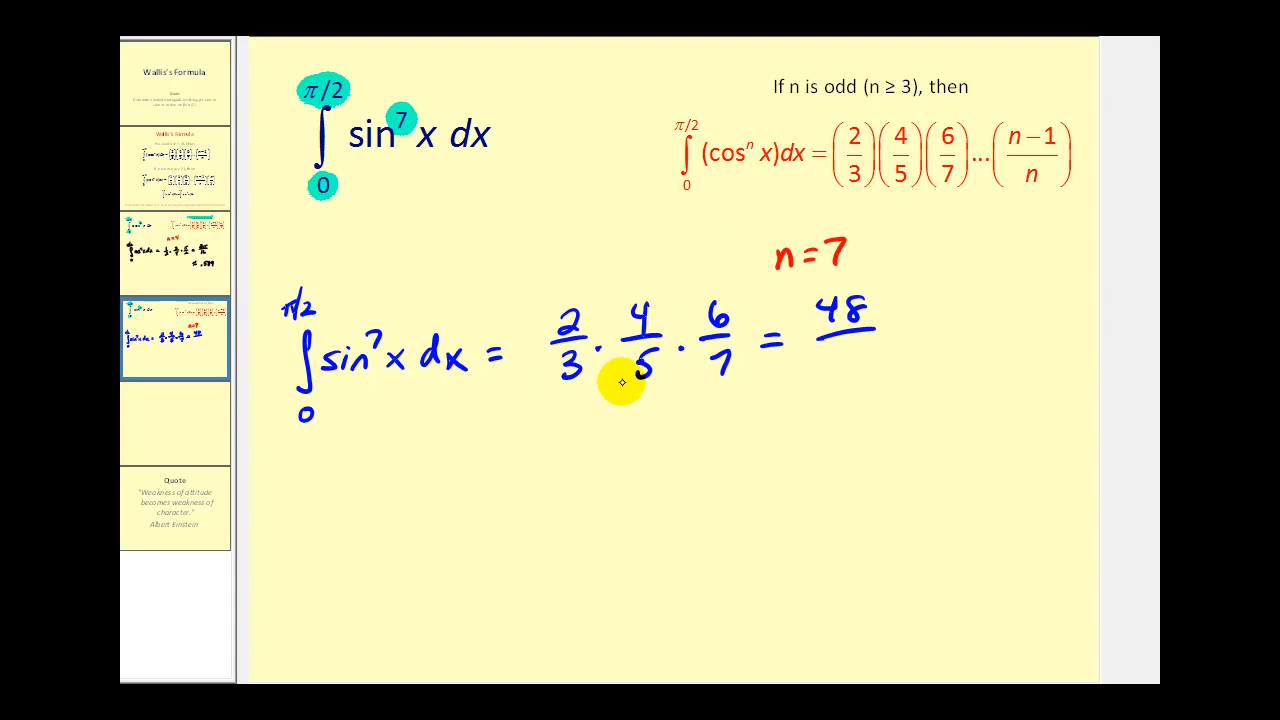 Wallis's Formula
Wallis's Formula
Quote
"Weakness of attitude
becomes weakness of
character."
Albert Einstein
∫₀^{π/2} sin⁷ x dx
If n is odd (n ≥ 3), then
∫₀^{π/2} (cosⁿ x)dx = (2/3)(4/5)(6/7)...((n−1)/n)
n = 7
∫₀^{π/2} sin⁷ x dx = 2/3 · 4/5 · 6/7 = 48/